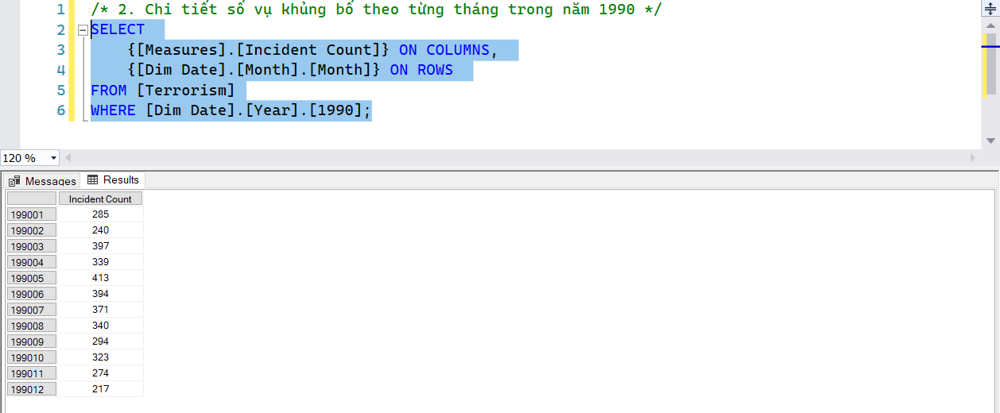 1 /* 2. Chi tiết số vụ khủng bố theo từng tháng trong năm 1990 */
2 SELECT
3 {[Measures].[Incident Count]} ON COLUMNS,
4 {[Dim Date].[Month].[Month]} ON ROWS
5 FROM [Terrorism]
6 WHERE [Dim Date].[Year].[1990];
120 %
Messages Results
Incident Count
199001 285
199002 240
199003 397
199004 339
199005 413
199006 394
199007 371
199008 340
199009 294
199010 323
199011 274
199012 217